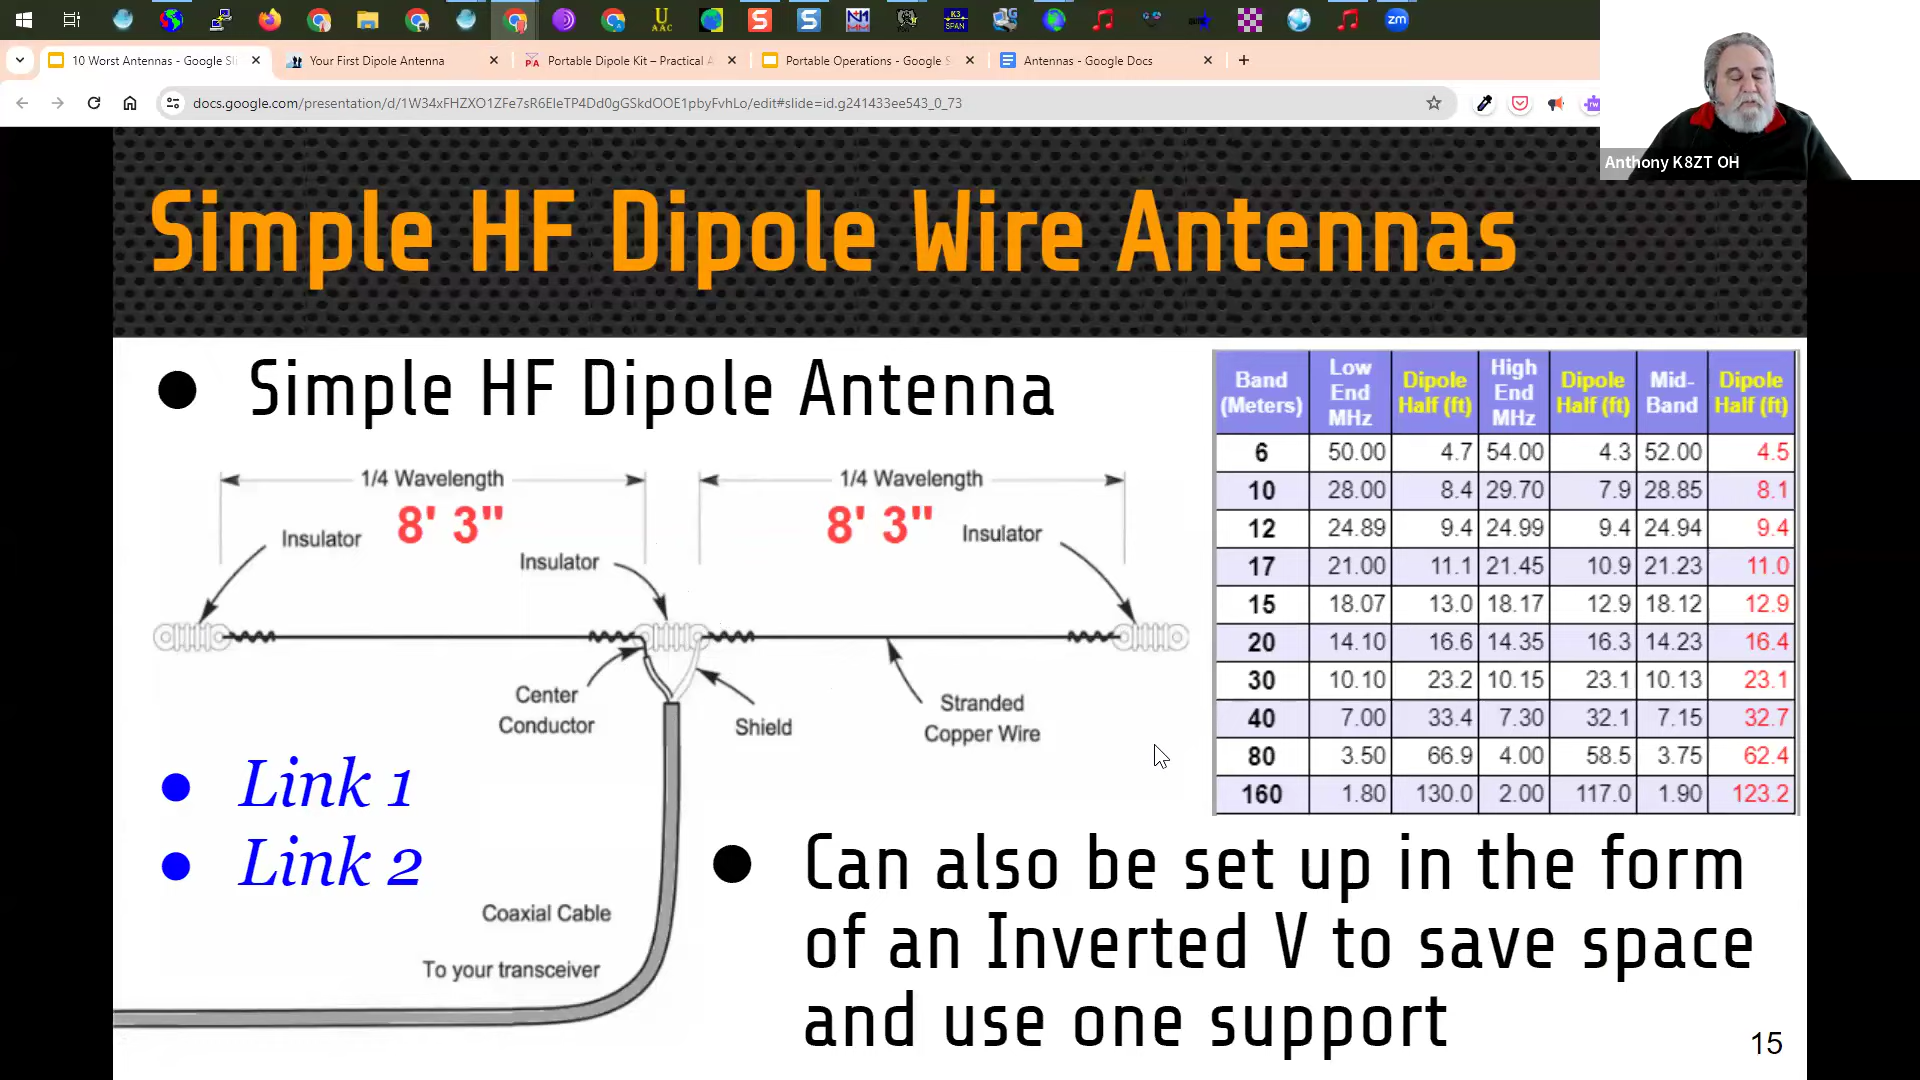 U
AAC
K3
SPAN
zm
10 Worst Antennas - Google Sli
Your First Dipole Antenna
Portable Dipole Kit – Practical A
Portable Operations - Google S
Antennas - Google Docs
docs.google.com/presentation/d/1W34xFHZXO1ZFe7sR6EIeTP4Dd0gGSkdOOE1pbyFvhLo/edit#slide=id.g241433ee543_0_73
Anthony K8ZT OH
Simple HF Dipole Wire Antennas
Simple HF Dipole Antenna
1/4 Wavelength
1/4 Wavelength
8' 3"
8' 3"
Insulator
Insulator
Insulator
Center
Conductor
Shield
Stranded
Copper Wire
Link 1
Link 2
Coaxial Cable
To your transceiver
Band (Meters) Low End MHz Dipole Half (ft) High End MHz Dipole Half (ft) Mid-Band Dipole Half (ft)
6 50.00 4.7 54.00 4.3 52.00 4.5
10 28.00 8.4 29.70 7.9 28.85 8.1
12 24.89 9.4 24.99 9.4 24.94 9.4
17 21.00 11.1 21.45 10.9 21.23 11.0
15 18.07 13.0 18.17 12.9 18.12 12.9
20 14.10 16.6 14.35 16.3 14.23 16.4
30 10.10 23.2 10.15 23.1 10.13 23.1
40 7.00 33.4 7.30 32.1 7.15 32.7
80 3.50 66.9 4.00 58.5 3.75 62.4
160 1.80 130.0 2.00 117.0 1.90 123.2
Can also be set up in the form
of an Inverted V to save space
and use one support
15